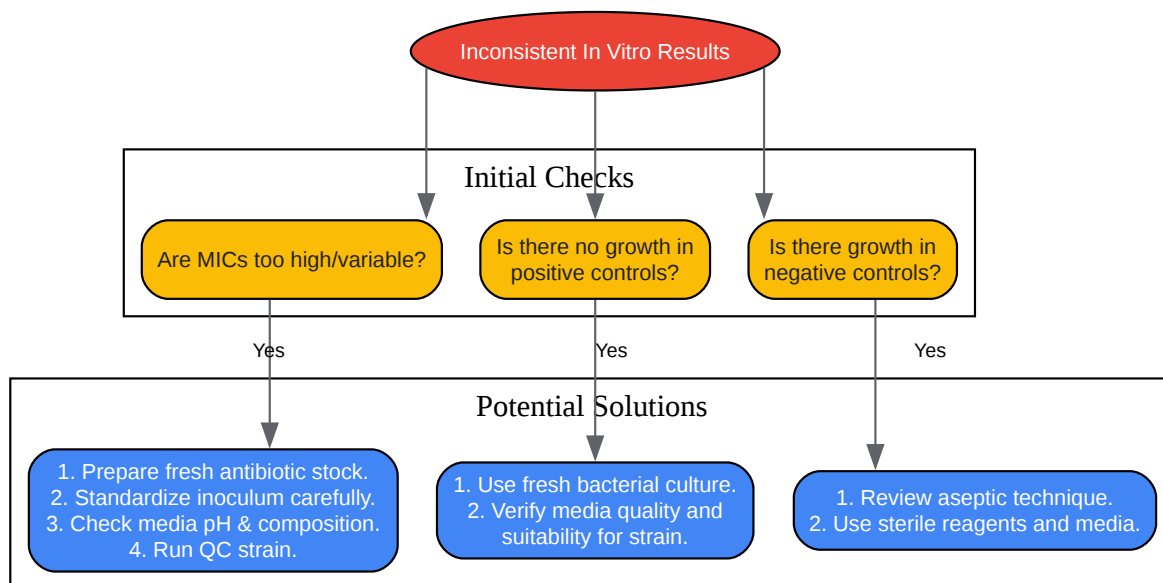 Inconsistent In Vitro Results
Initial Checks
Are MICs too high/variable?
Is there no growth in
positive controls?
Is there growth in
negative controls?
Yes
Yes
Yes
Potential Solutions
1. Prepare fresh antibiotic stock.
2. Standardize inoculum carefully.
3. Check media pH & composition.
4. Run QC strain.
1. Use fresh bacterial culture.
2. Verify media quality and
suitability for strain.
1. Review aseptic technique.
2. Use sterile reagents and media.